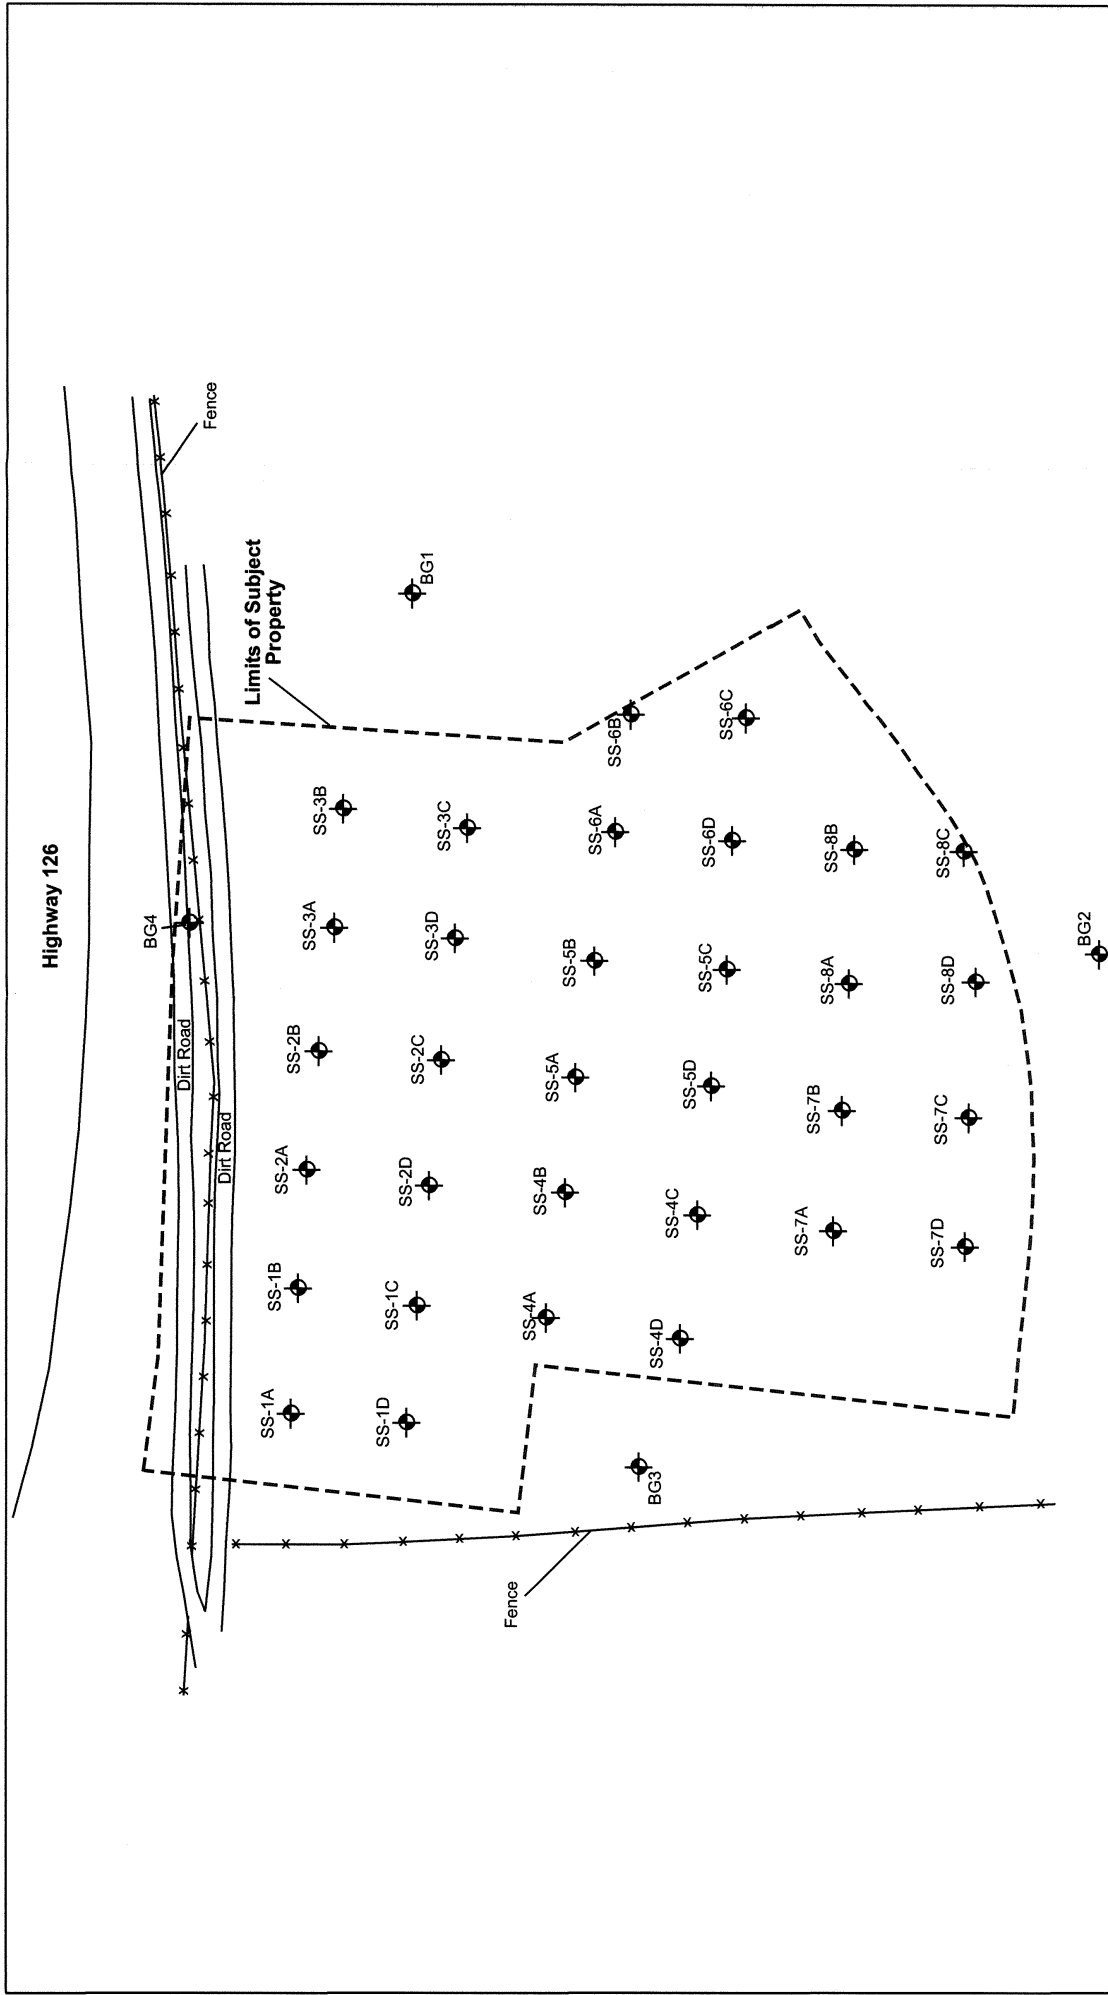 Highway 126
BG4
Dirt Road
Dirt Road
Fence
Limits of Subject
Property
BG1
SS-1A
SS-1B
SS-2A
SS-2B
SS-3A
SS-3B
SS-1D
SS-1C
SS-2D
SS-2C
SS-3D
SS-3C
SS-4A
SS-4B
SS-5A
SS-5B
SS-6A
SS-6B
Fence
BG3
SS-4D
SS-4C
SS-5D
SS-5C
SS-6D
SS-6C
SS-7A
SS-7B
SS-8A
SS-8B
SS-7D
SS-7C
SS-8D
SS-8C
BG2